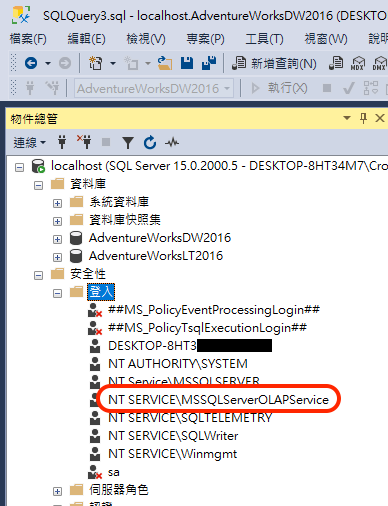 SQLQuery3.sql - localhost.AdventureWorksDW2016 (DESKTO
檔案(F) 編輯(E) 檢視(V) 專案(P) 工具(T) 視窗(W) 說明
新增查詢(N) MDX DMX
AdventureWorksDW2016 執行(X)
物件總管
連線
localhost (SQL Server 15.0.2000.5 - DESKTOP-8HT34M7\Cro
資料庫
系統資料庫
資料庫快照集
AdventureWorksDW2016
AdventureWorksLT2016
安全性
登入
##MS_PolicyEventProcessingLogin##
##MS_PolicyTsqlExecutionLogin##
DESKTOP-8HT3
NT AUTHORITY\SYSTEM
NT Service\MSSQLSERVER
NT SERVICE\MSSQLServerOLAPService
NT SERVICE\SQLTELEMETRY
NT SERVICE\SQLWriter
NT SERVICE\Winmgmt
sa
伺服器角色
認證